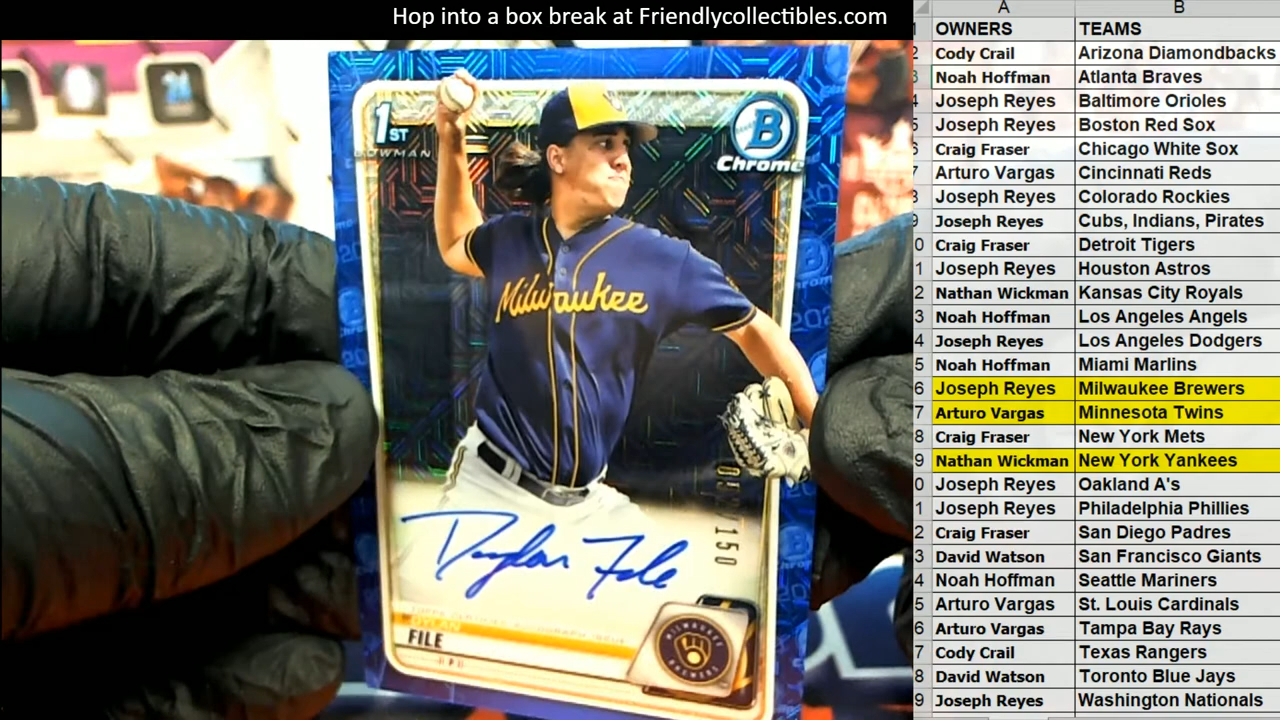 Hop into a box break at Friendlycollectibles.com
1ST
BOWMAN
B
Chrome
Milwaukee
150
Dylan File
DYLAN
FILE
P
MILWAUKEE
BREWERS
A B
OWNERS TEAMS
Cody Crail Arizona Diamondbacks
Noah Hoffman Atlanta Braves
Joseph Reyes Baltimore Orioles
Joseph Reyes Boston Red Sox
Craig Fraser Chicago White Sox
Arturo Vargas Cincinnati Reds
Joseph Reyes Colorado Rockies
Joseph Reyes Cubs, Indians, Pirates
Craig Fraser Detroit Tigers
Joseph Reyes Houston Astros
Nathan Wickman Kansas City Royals
Noah Hoffman Los Angeles Angels
Joseph Reyes Los Angeles Dodgers
Noah Hoffman Miami Marlins
Joseph Reyes Milwaukee Brewers
Arturo Vargas Minnesota Twins
Craig Fraser New York Mets
Nathan Wickman New York Yankees
Joseph Reyes Oakland A's
Joseph Reyes Philadelphia Phillies
Craig Fraser San Diego Padres
David Watson San Francisco Giants
Noah Hoffman Seattle Mariners
Arturo Vargas St. Louis Cardinals
Arturo Vargas Tampa Bay Rays
Cody Crail Texas Rangers
David Watson Toronto Blue Jays
Joseph Reyes Washington Nationals